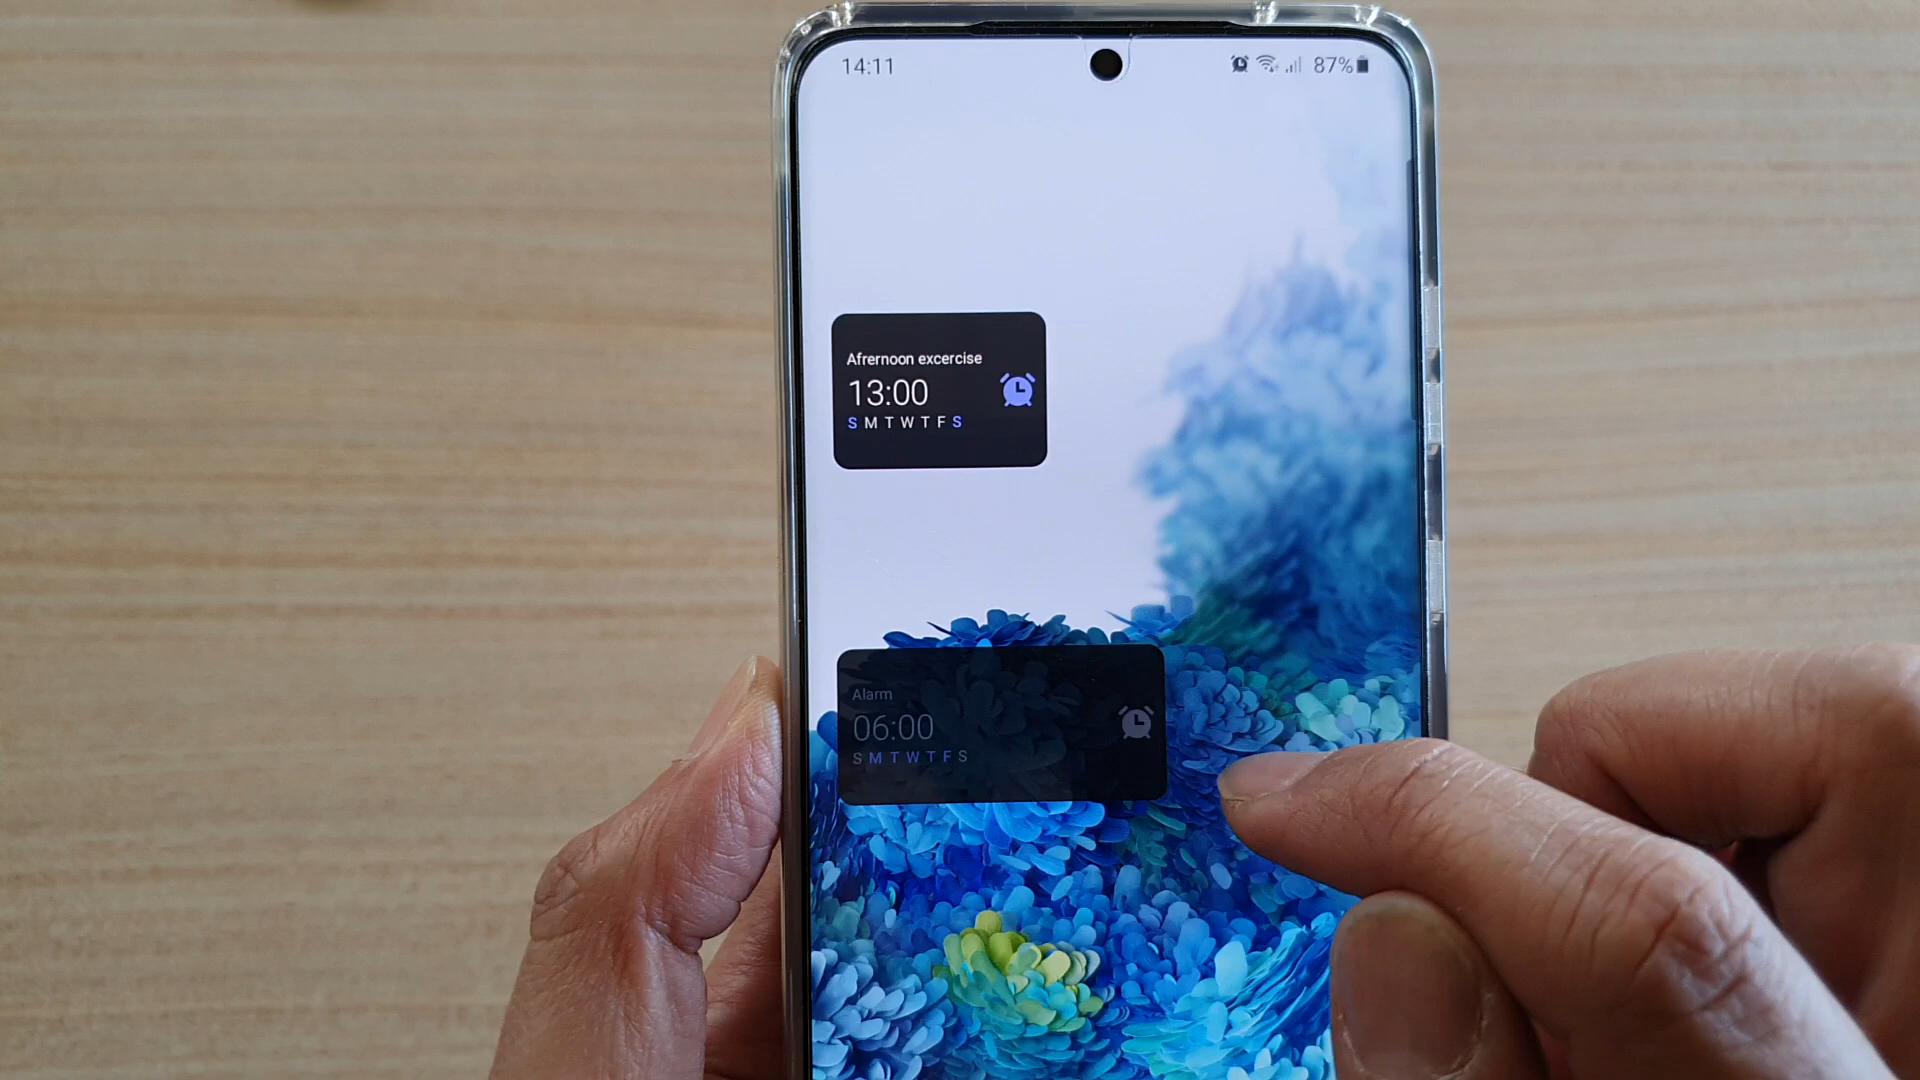 14:11 87%
Afrernoon excercise
13:00
S M T W T F S
Alarm
06:00
S M T W T F S